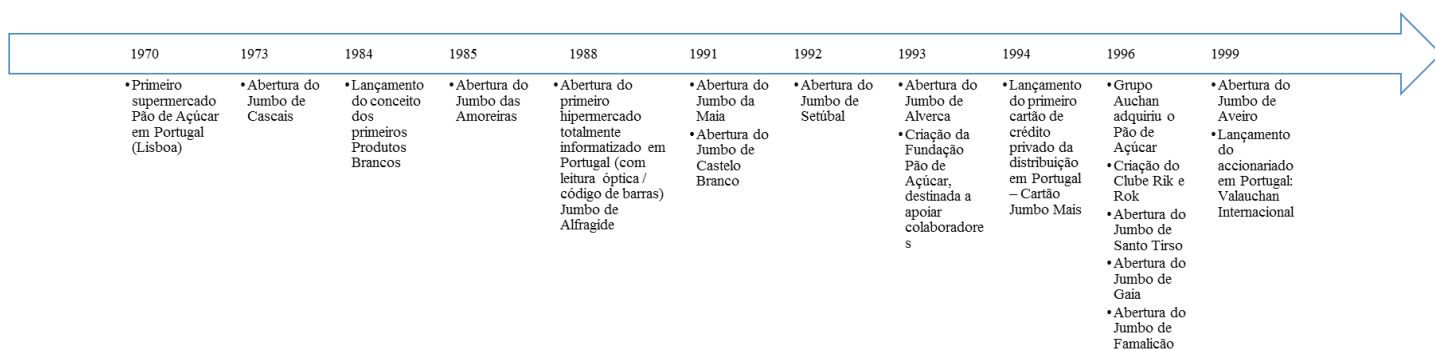 1970
1973
1984
1985
1988
1991
1992
1993
1994
1996
1999
•Primeiro
supermercado
Pão de Açúcar
em Portugal
(Lisboa)
•Abertura do
Jumbo de
Cascais
•Lançamento
do conceito
dos
primeiros
Produtos
Brancos
•Abertura do
Jumbo das
Amoreiras
•Abertura do
primeiro
hipermercado
totalmente
informatizado em
Portugal (com
leitura óptica /
código de barras)
Jumbo de
Alfragide
•Abertura do
Jumbo da
Maia
•Abertura do
Jumbo de
Castelo
Branco
•Abertura do
Jumbo de
Setúbal
•Abertura do
Jumbo de
Alverca
•Criação da
Fundação
Pão de
Açúcar,
destinada a
apoiar
colaboradore
s
•Lançamento
do primeiro
cartão de
crédito
privado da
distribuição
em Portugal
– Cartão
Jumbo Mais
•Grupo
Auchan
adquiriu o
Pão de
Açúcar
•Criação do
Clube Rik e
Rok
•Abertura do
Jumbo de
Santo Tirso
•Abertura do
Jumbo de
Gaia
•Abertura do
Jumbo de
Famalicão
•Abertura do
Jumbo de
Aveiro
•Lançamento
do
accionariado
em Portugal:
Valauchan
Internacional